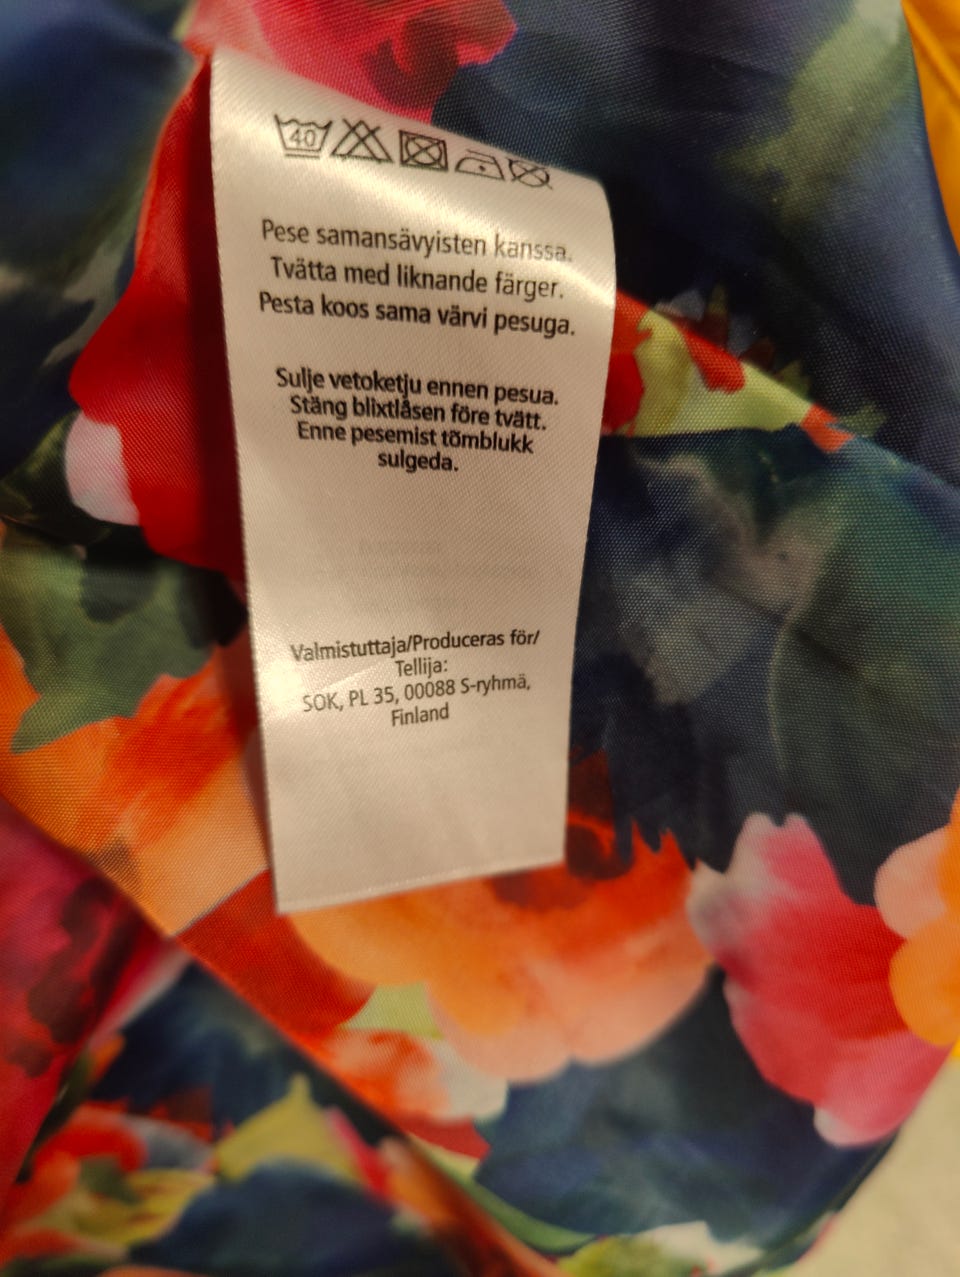 40
Pese samansävyisten kanssa.
Tvätta med liknande färger.
Pesta koos sama värvi pesuga.
Sulje vetoketju ennen pesua.
Stäng blixtlåsen före tvätt.
Enne pesemist tõmblukk
sulgeda.
Valmistuttaja/Produceras för/
Tellija:
SOK, PL 35, 00088 S-ryhmä,
Finland